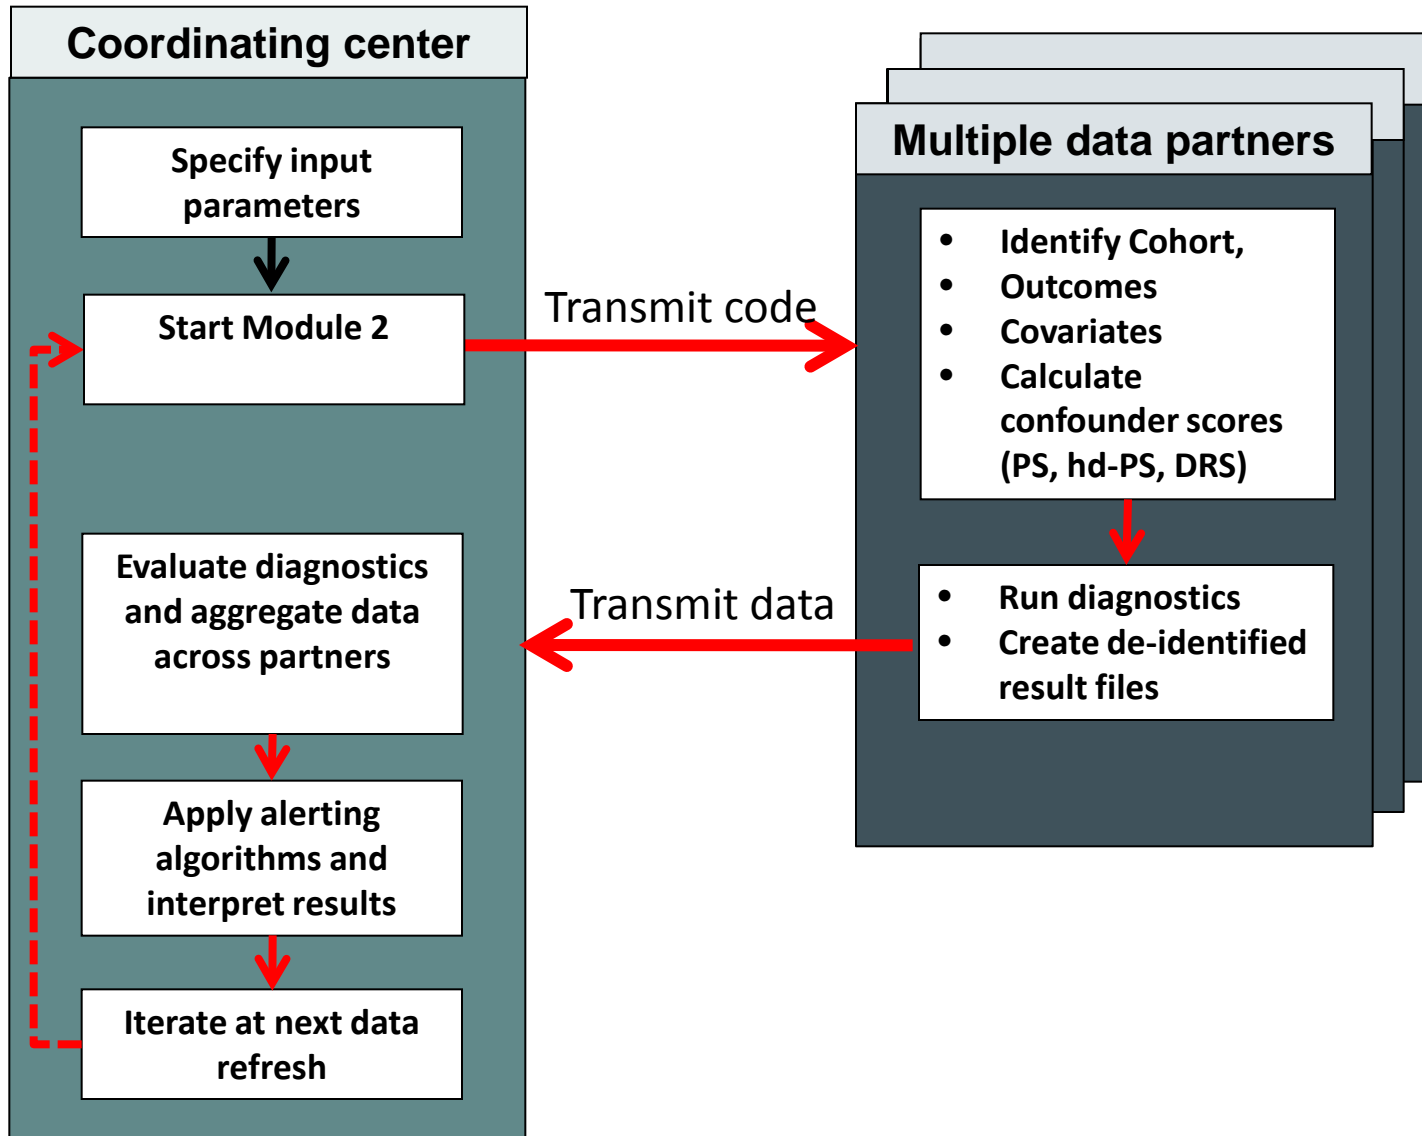 Coordinating center
Specify input
parameters
Start Module 2
Evaluate diagnostics
and aggregate data
across partners
Apply alerting
algorithms and
interpret results
Iterate at next data
refresh
Transmit code
Transmit data
Multiple data partners
• Identify Cohort,
• Outcomes
• Covariates
• Calculate
confounder scores
(PS, hd-PS, DRS)
• Run diagnostics
• Create de-identified
result files